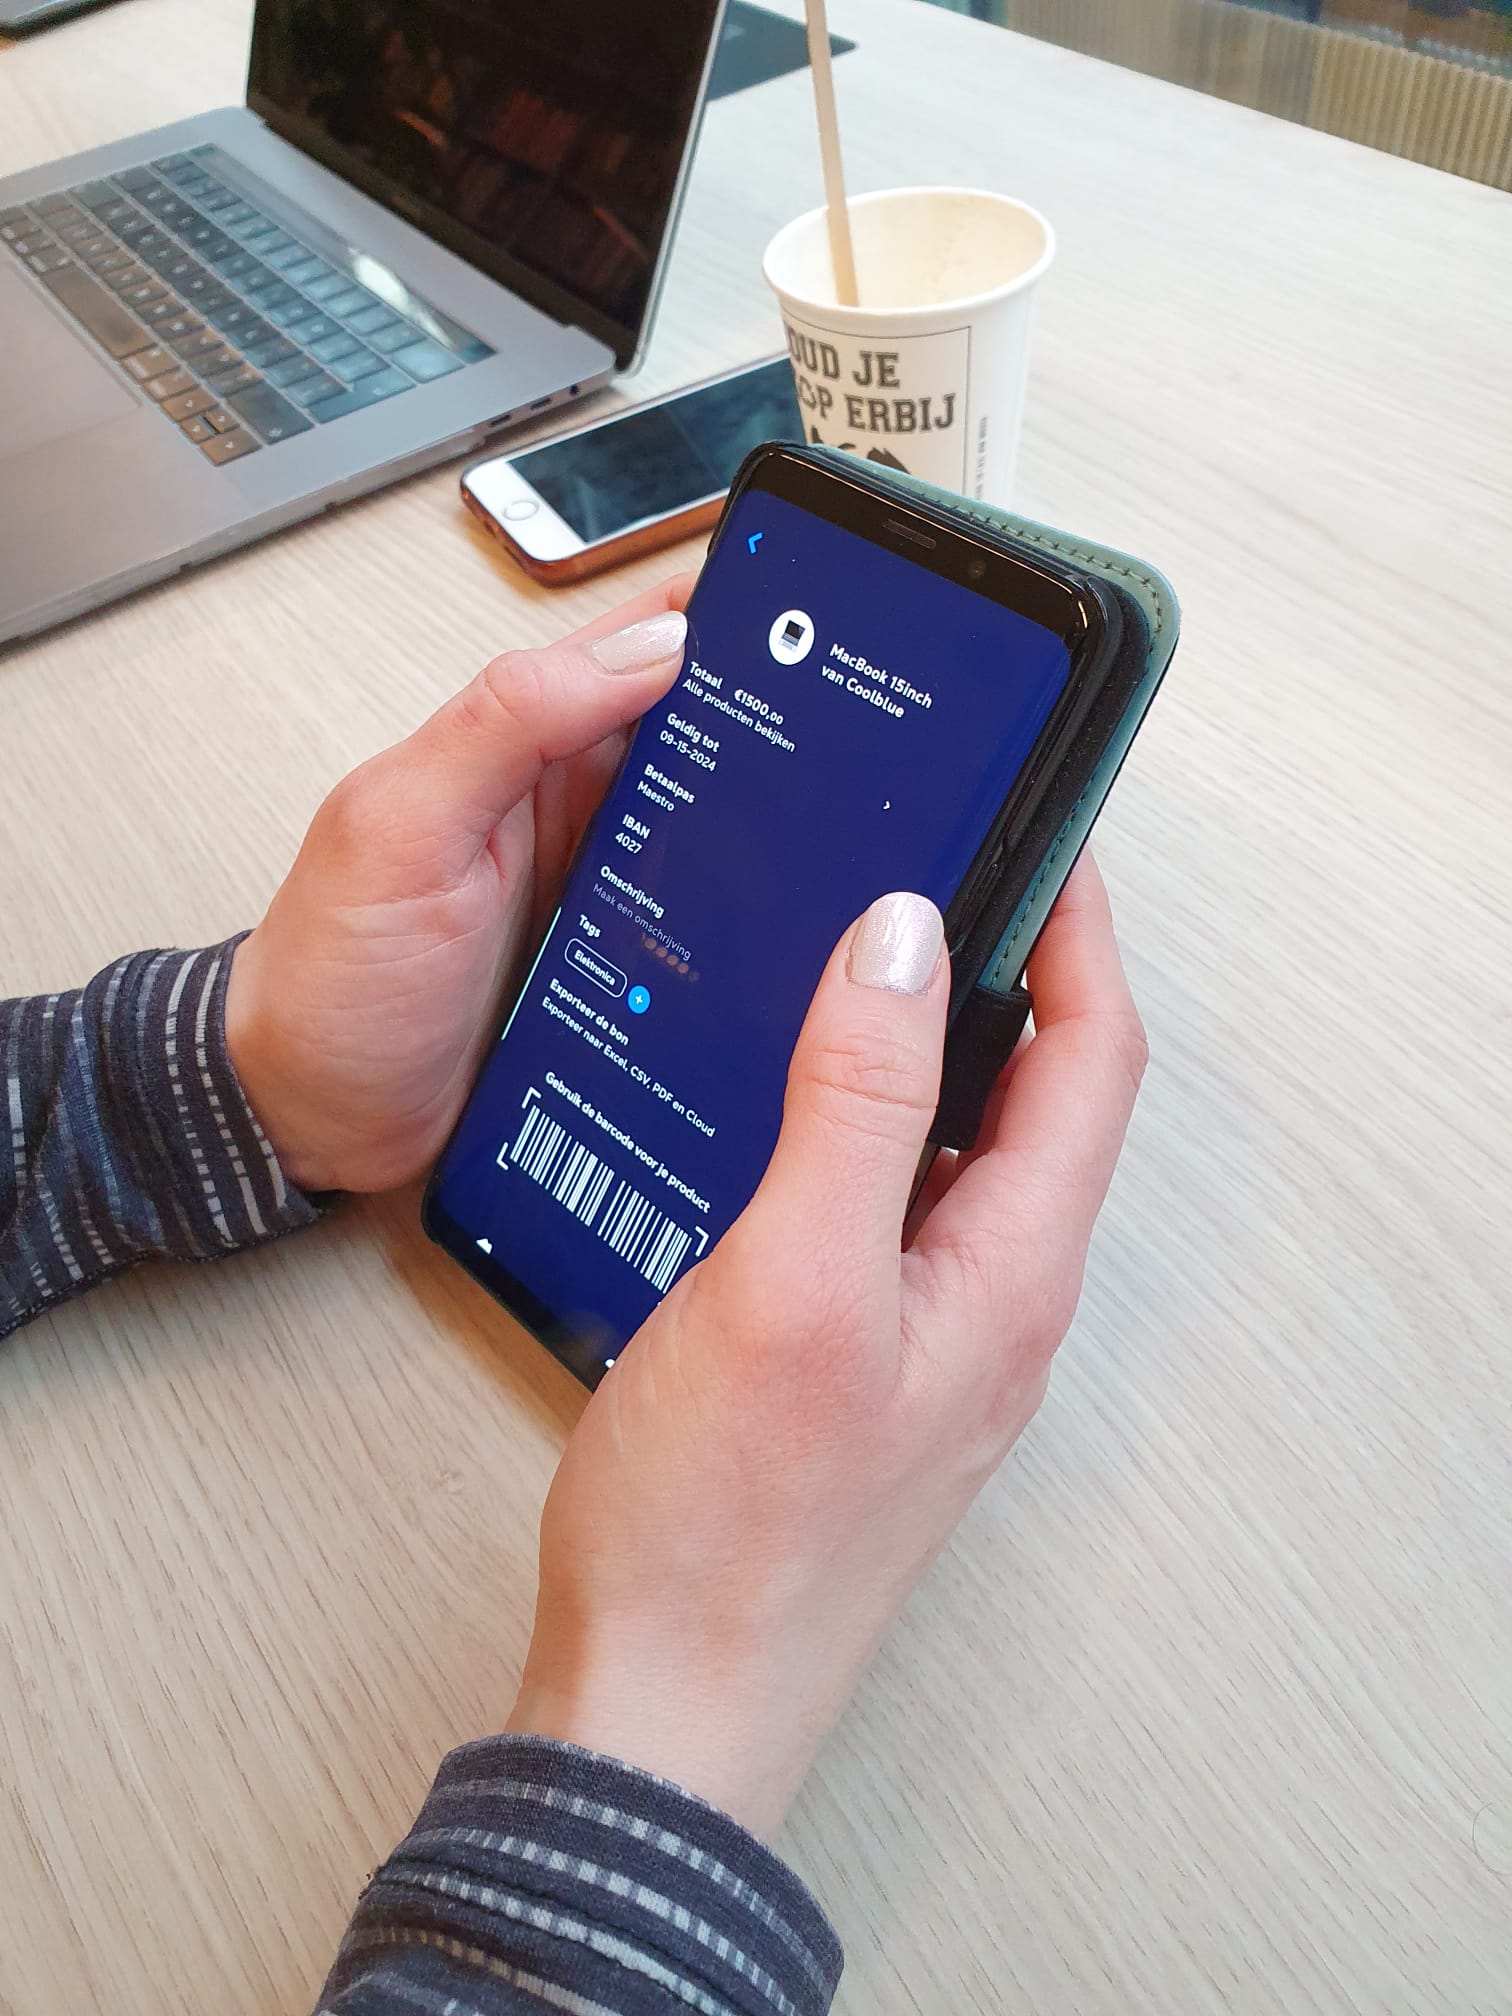 OUD JE
OP ERBIJ
MacBook 15inch
van Coolblue
Totaal €1500,00
Alle producten bekijken
Geldig tot
09-15-2024
Betaalpas
Maestro
IBAN
4027
Omschrijving
Maak een omschrijving
Tags
Elektronica
+
Exporteer de bon
Exporteer naar Excel, CSV, PDF en Cloud
Gebruik de barcode voor je product